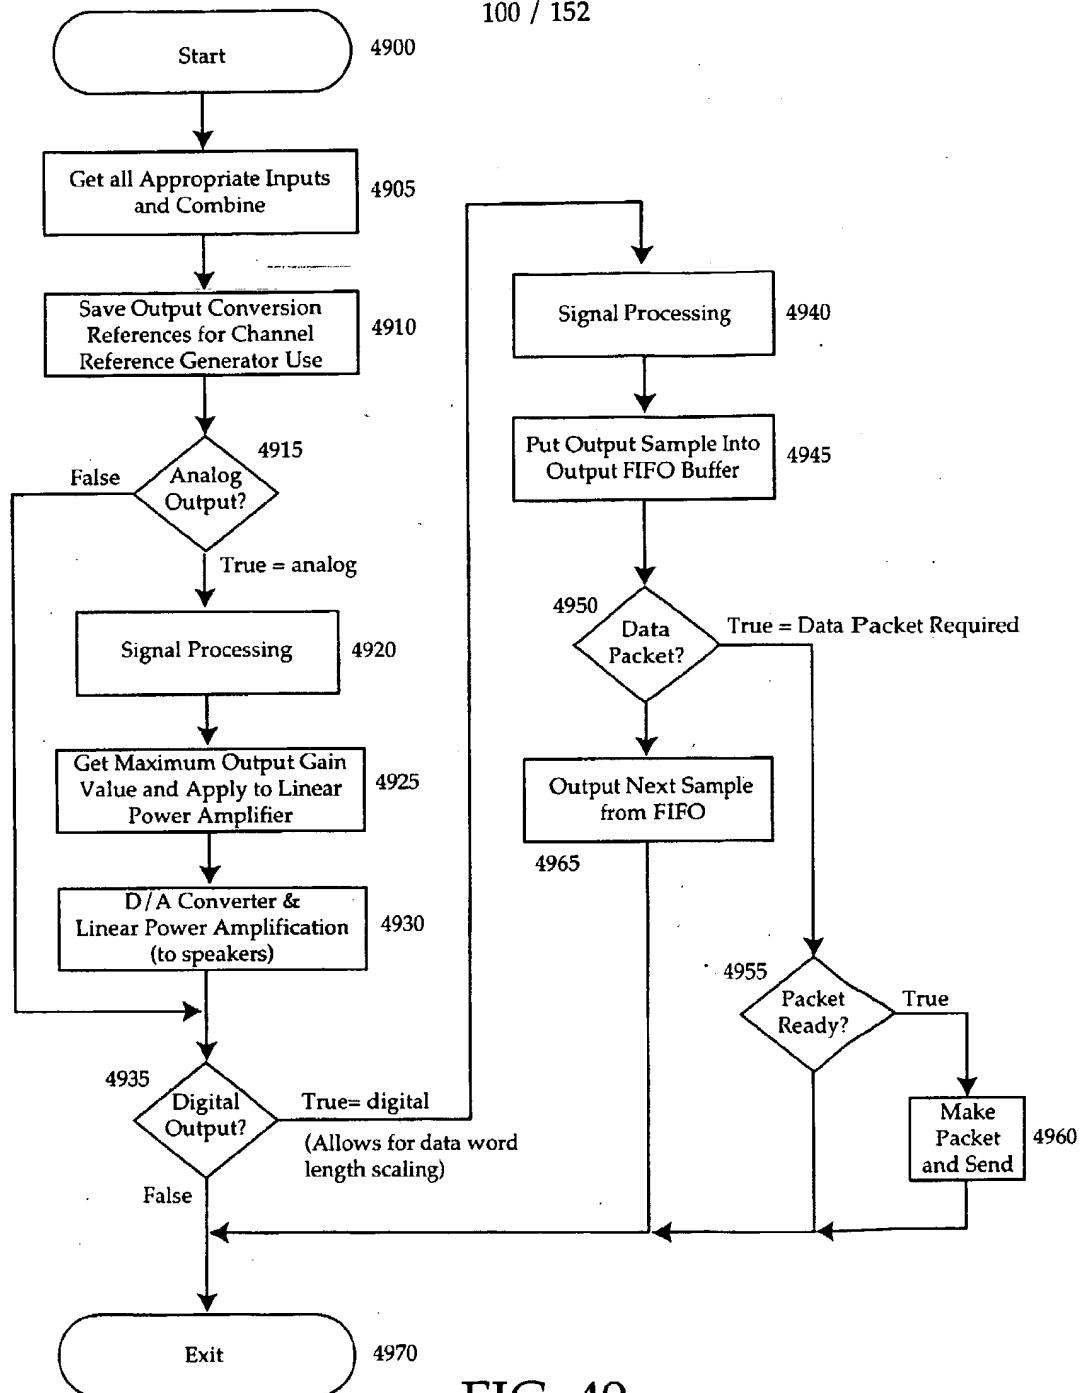 100 / 152
Start
4900
Get all Appropriate Inputs
and Combine
4905
Save Output Conversion
References for Channel
Reference Generator Use
4910
4915
Analog
Output?
False
True = analog
Signal Processing
4920
Get Maximum Output Gain
Value and Apply to Linear
Power Amplifier
4925
D/A Converter &
Linear Power Amplification
(to speakers)
4930
4935
Digital
Output?
True= digital
(Allows for data word
length scaling)
False
Signal Processing
4940
Put Output Sample Into
Output FIFO Buffer
4945
4950
Data
Packet?
True = Data Packet Required
Output Next Sample
from FIFO
4965
4955
Packet
Ready?
True
Make
Packet
and Send
4960
Exit
4970
FIG. 49